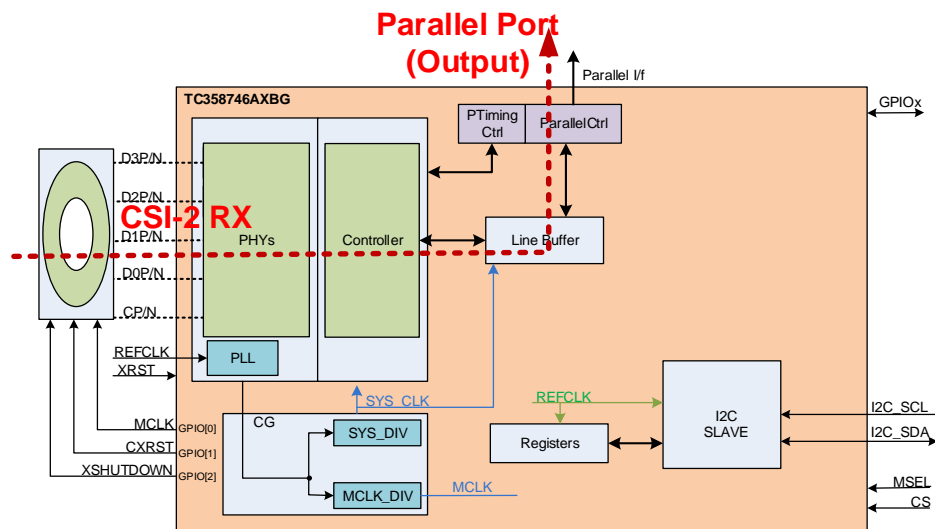 Parallel Port
(Output)
Parallel I/f
TC358746AXBG
GPIOx
PTiming
Ctrl
ParallelCtrl
D3P/N
D2P/N
CSI-2 RX
D1P/N
PHYs
Controller
Line Buffer
D0P/N
CP/N
REFCLK
PLL
XRST
SYS_CLK
REFCLK
MCLK
GPIO[0]
CG
SYS_DIV
Registers
I2C
SLAVE
I2C_SCL
I2C_SDA
CXRST
GPIO[1]
XSHUTDOWN
GPIO[2]
MCLK_DIV
MCLK
MSEL
CS